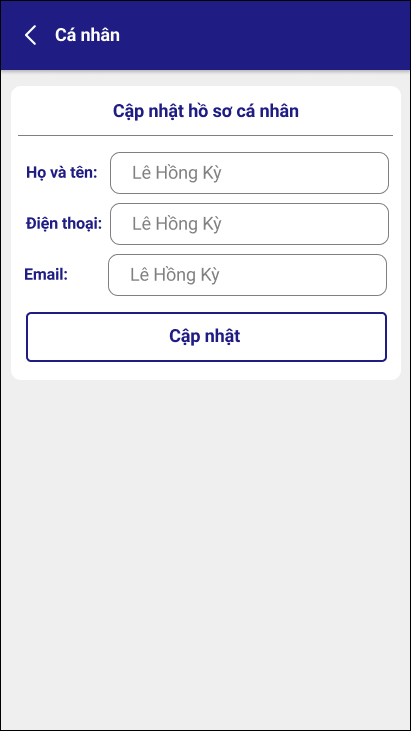 Cá nhân
Cập nhật hồ sơ cá nhân
Họ và tên: Lê Hồng Kỳ
Điện thoại: Lê Hồng Kỳ
Email: Lê Hồng Kỳ
Cập nhật